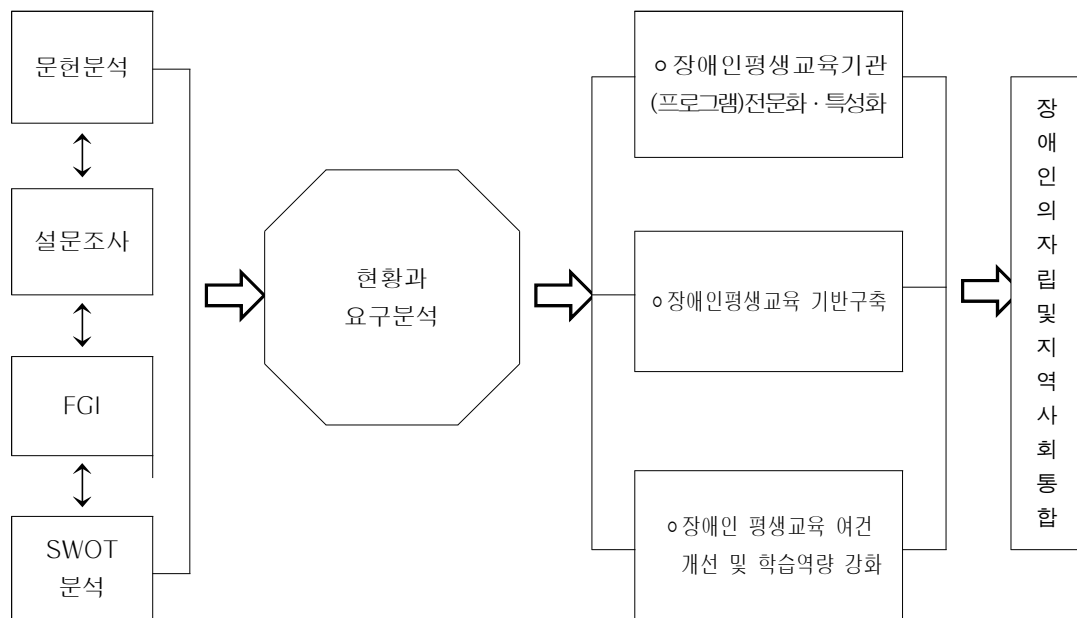 문헌분석
설문조사
FGI
SWOT
분석
현황과
요구분석
ㅇ장애인평생교육기관
(프로그램)전문화·특성화
ㅇ장애인평생교육 기반구축
ㅇ장애인 평생교육 여건
개선 및 학습역량 강화
장
애
인
의
자
립
및
지
역
사
회
통
합